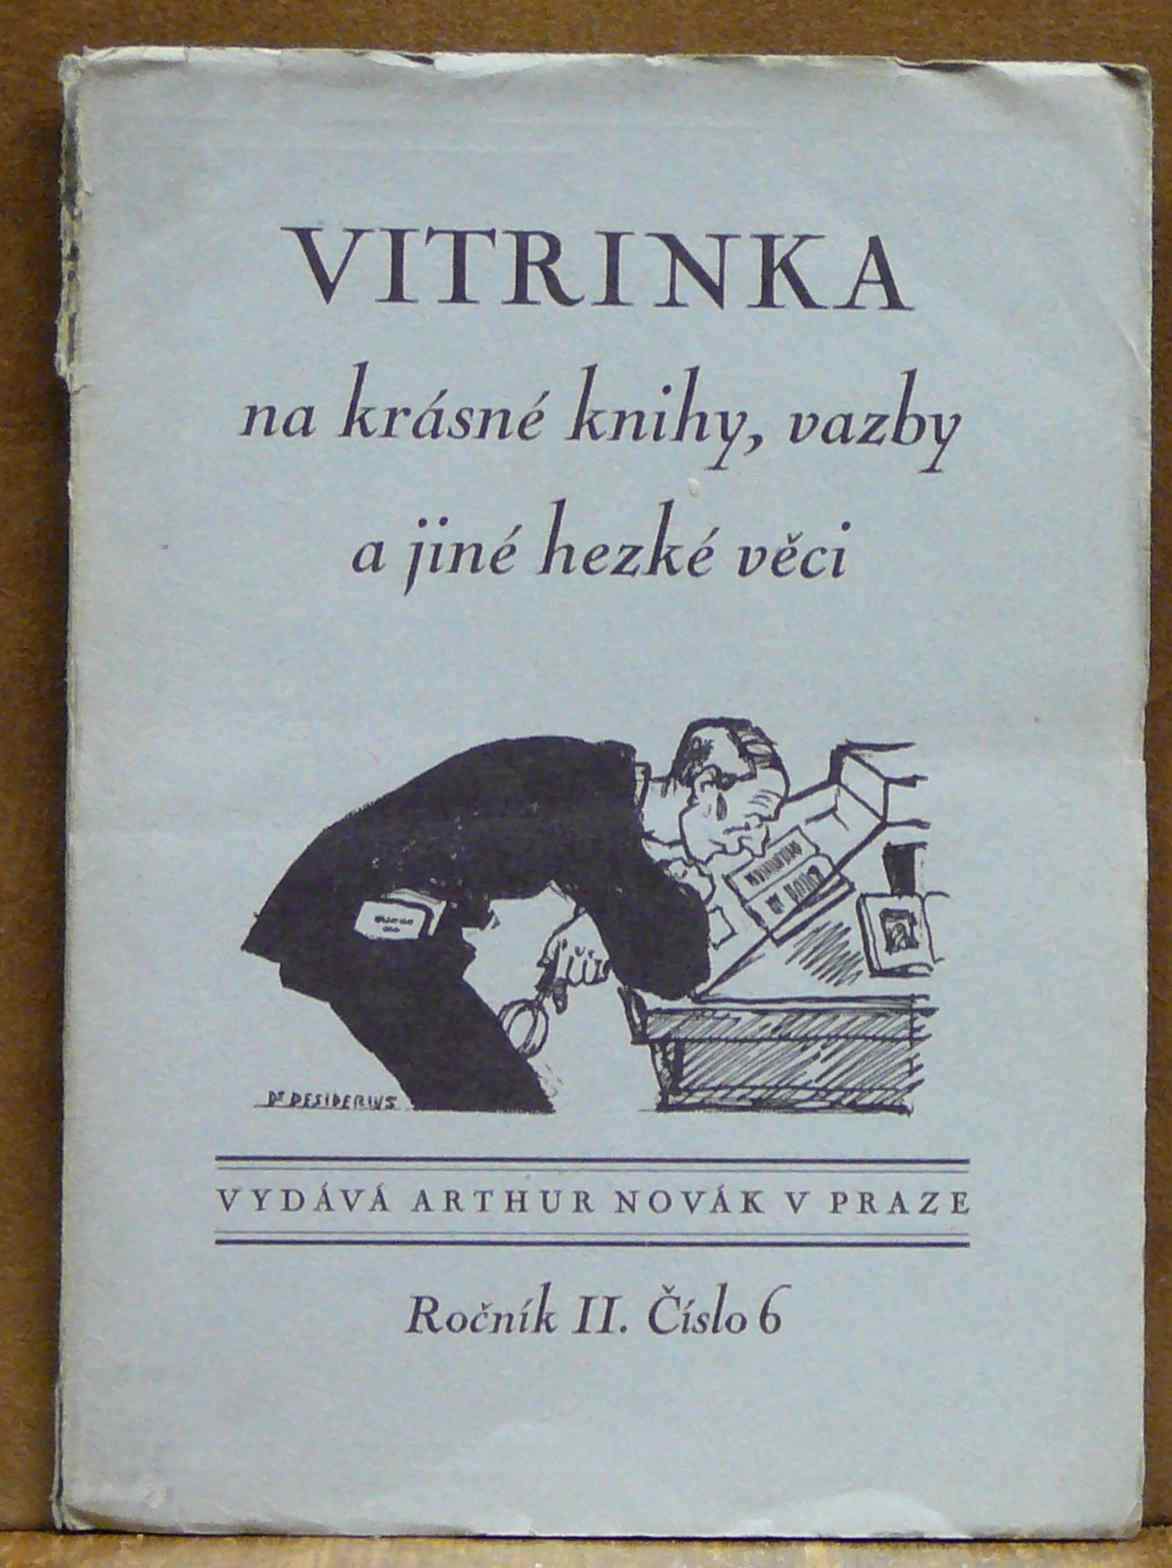 VITRINKA
na krásné knihy, vazby
a jiné hezké věci
Dr DESIDERIUS
VYDÁVÁ ARTHUR NOVÁK V PRAZE
Ročník II. Číslo 6